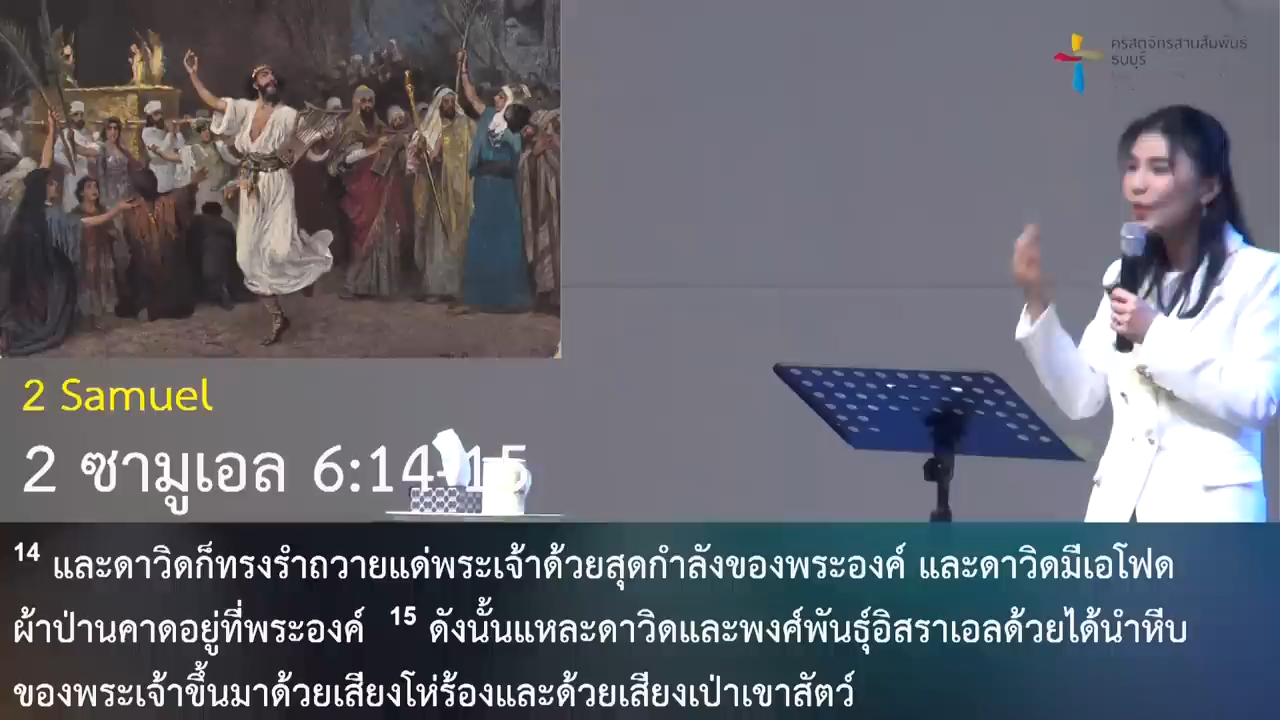 คริสตจักรสานสัมพันธ์
ธนบุรี
2 Samuel
2 ซามูเอล 6:14-15
14 และดาวิดก็ทรงรำถวายแด่พระเจ้าด้วยสุดกำลังของพระองค์ และดาวิดมีเอโฟด
ผ้าป่านคาดอยู่ที่พระองค์ 15 ดังนั้นแหละดาวิดและพงศ์พันธุ์อิสราเอลด้วยได้นำหีบ
ของพระเจ้าขึ้นมาด้วยเสียงโห่ร้องและด้วยเสียงเป่าเขาสัตว์